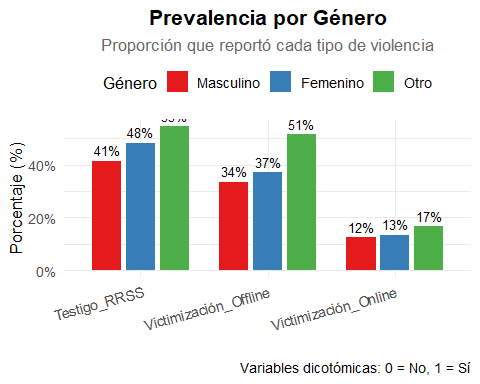 Prevalencia por Género
Proporción que reportó cada tipo de violencia
Género Masculino Femenino Otro
Porcentaje (%)
41% 48%
34% 37% 51%
12% 13% 17%
40%
20%
0%
Testigo_RRSS Victimización_Offline Victimización_Online
Variables dicotómicas: 0 = No, 1 = Sí